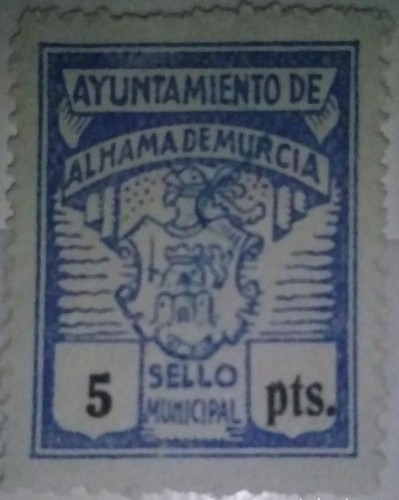 AYUNTAMIENTO DE
ALHAMA DE MURCIA
5 SELLO pts.
MUNICIPAL